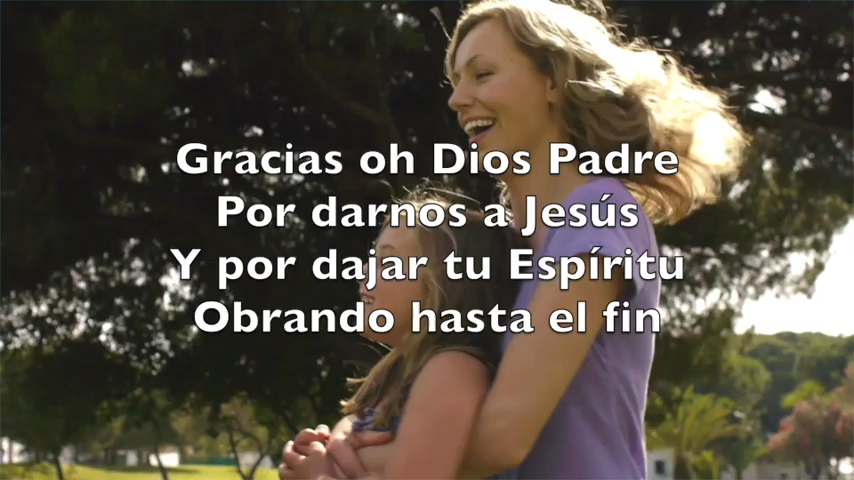 Gracias oh Dios Padre
Por darnos a Jesús
Y por dajar tu Espíritu
Obrando hasta el fin